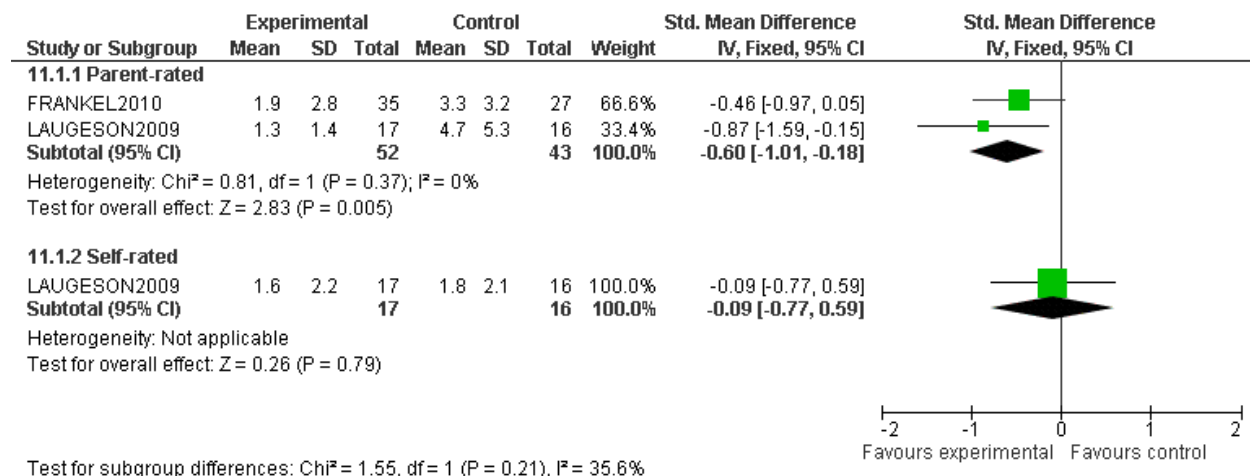 Experimental Control Std. Mean Difference Std. Mean Difference
Study or Subgroup Mean SD Total Mean SD Total Weight IV, Fixed, 95% CI IV, Fixed, 95% CI
11.1.1 Parent-rated
FRANKEL2010 1.9 2.8 35 3.3 3.2 27 66.6% -0.46 [-0.97, 0.05]
LAUGESON2009 1.3 1.4 17 4.7 5.3 16 33.4% -0.87 [-1.59, -0.15]
Subtotal (95% CI) 52 43 100.0% -0.60 [-1.01, -0.18]
Heterogeneity: Chi² = 0.81, df = 1 (P = 0.37); I² = 0%
Test for overall effect: Z = 2.83 (P = 0.005)
11.1.2 Self-rated
LAUGESON2009 1.6 2.2 17 1.8 2.1 16 100.0% -0.09 [-0.77, 0.59]
Subtotal (95% CI) 17 16 100.0% -0.09 [-0.77, 0.59]
Heterogeneity: Not applicable
Test for overall effect: Z = 0.26 (P = 0.79)
-2 -1 0 1 2
Favours experimental Favours control
Test for subgroup differences: Chi² = 1.55, df = 1 (P = 0.21), I² = 35.6%